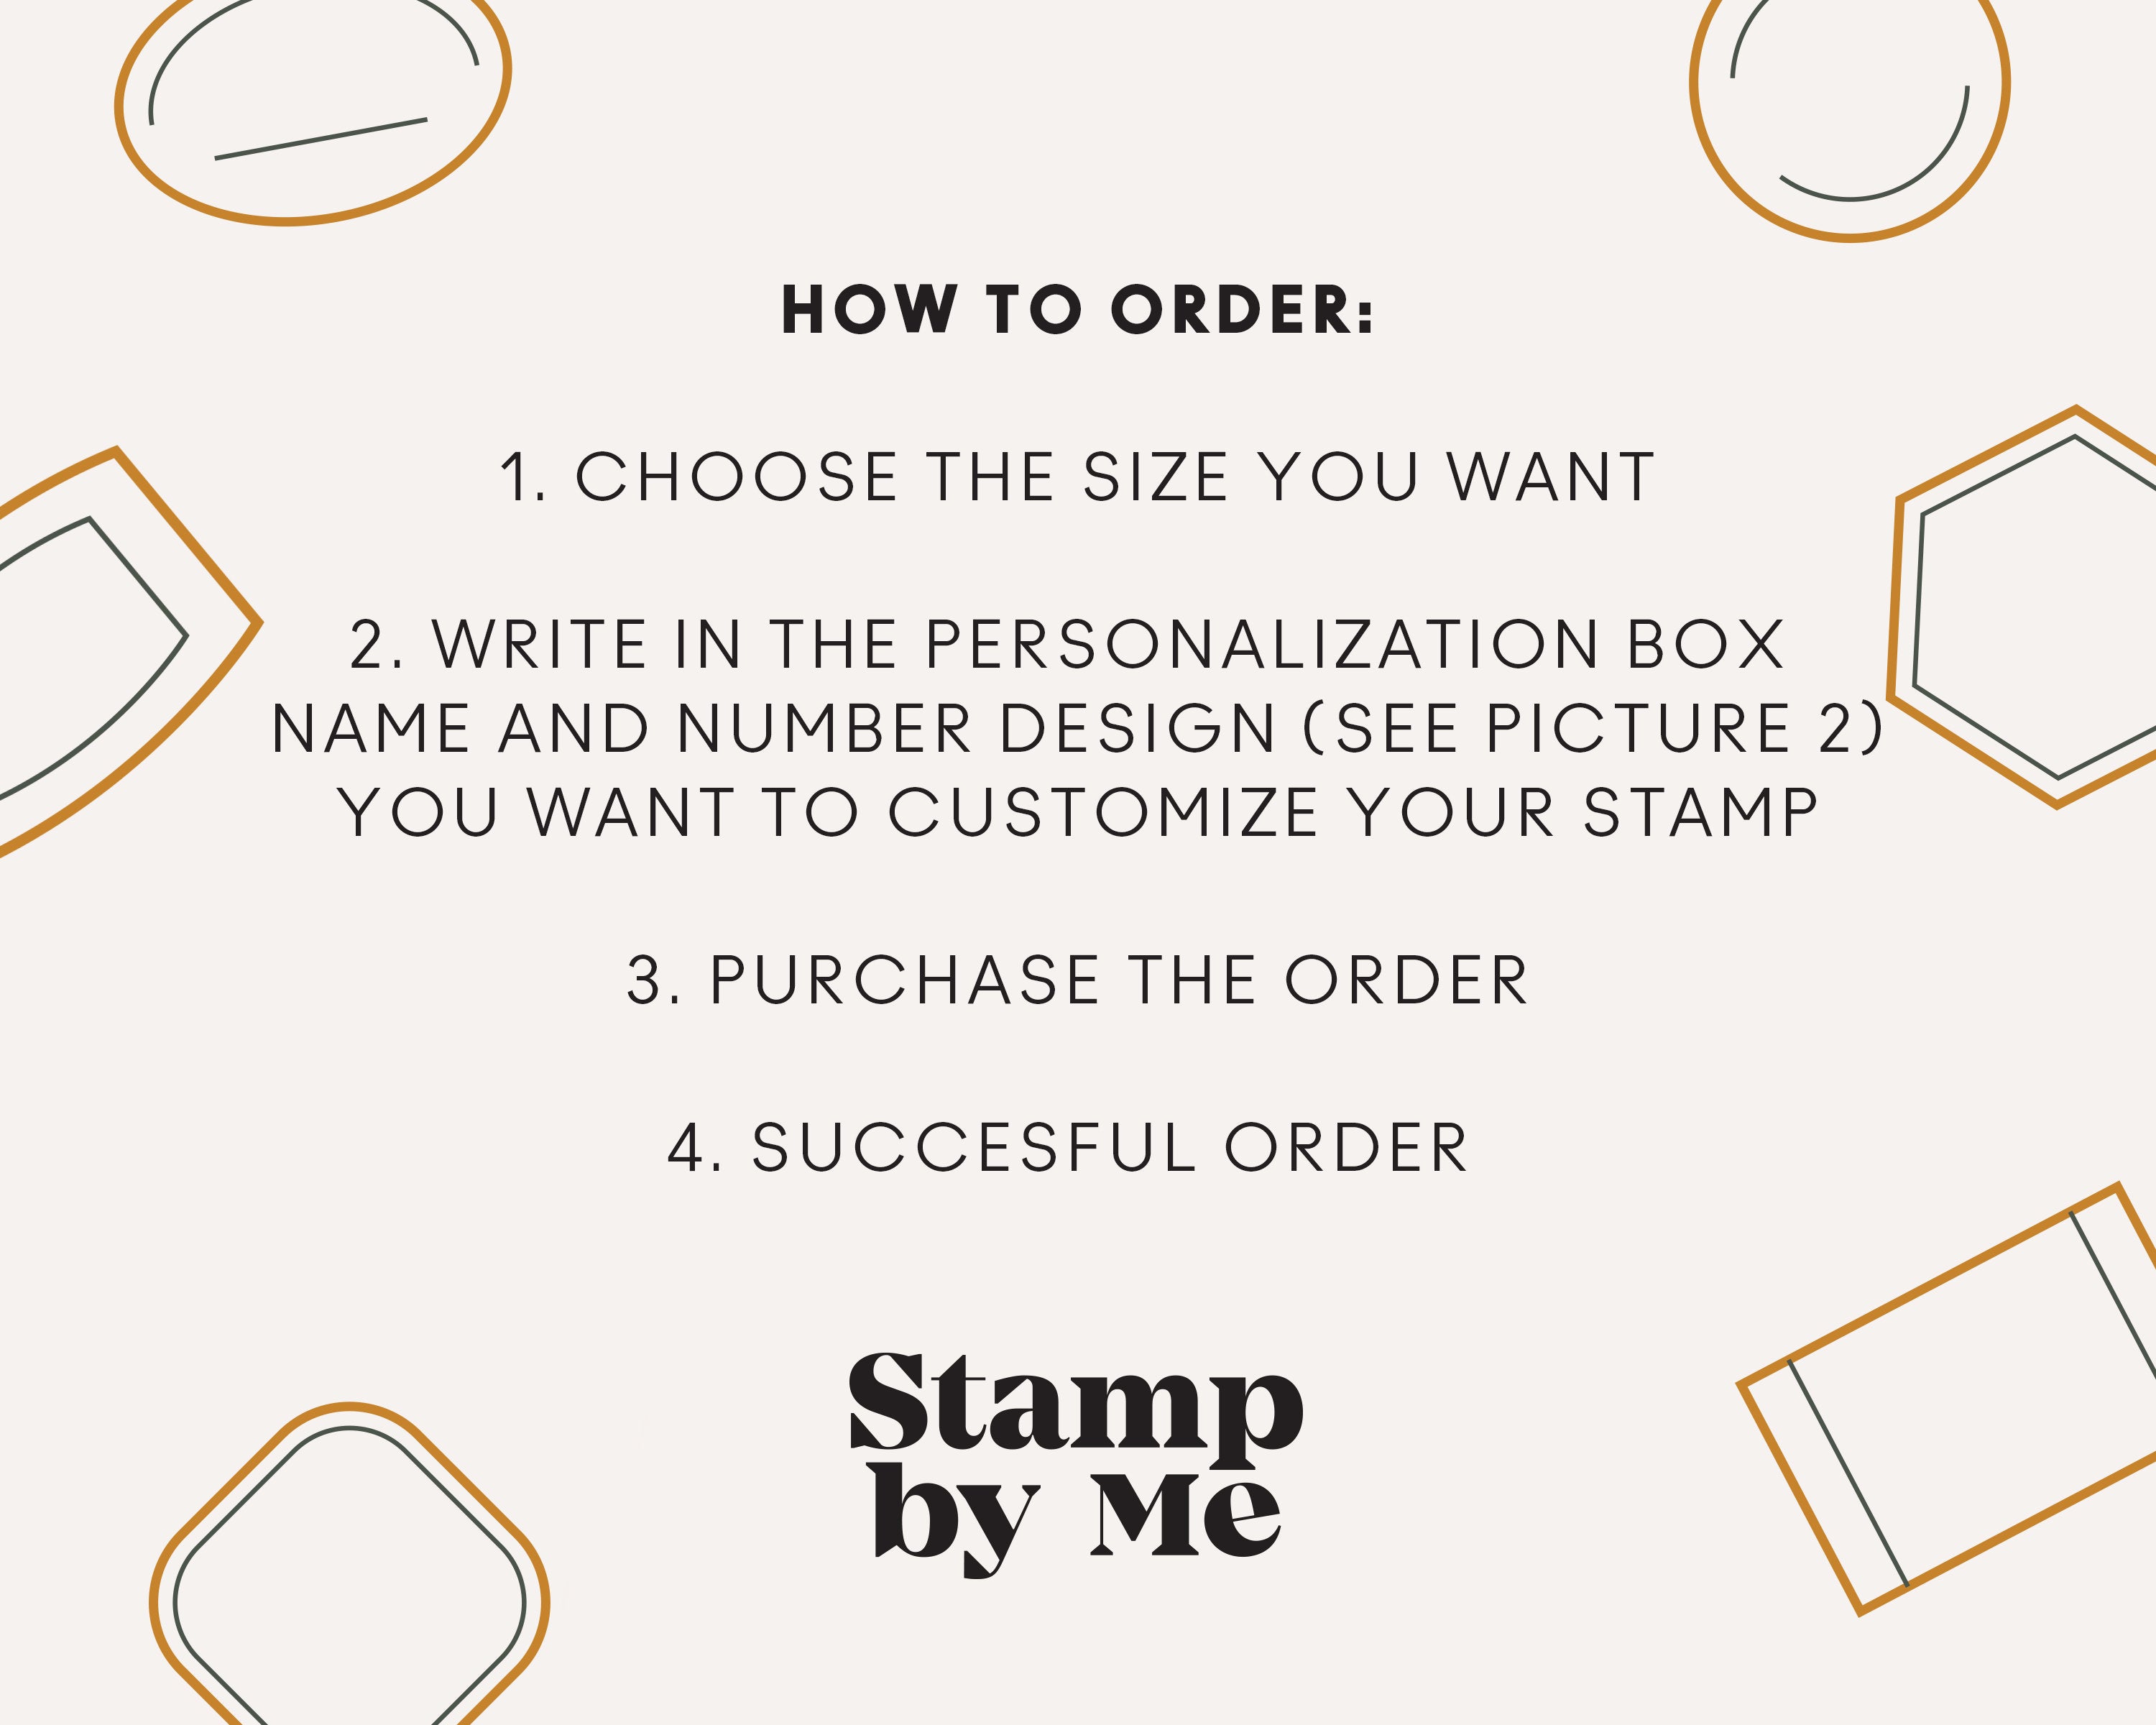 HOW TO ORDER:
1. CHOOSE THE SIZE YOU WANT
2. WRITE IN THE PERSONALIZATION BOX
NAME AND NUMBER DESIGN (SEE PICTURE 2)
YOU WANT TO CUSTOMIZE YOUR STAMP
3. PURCHASE THE ORDER
4. SUCCESFUL ORDER
Stamp
by Me